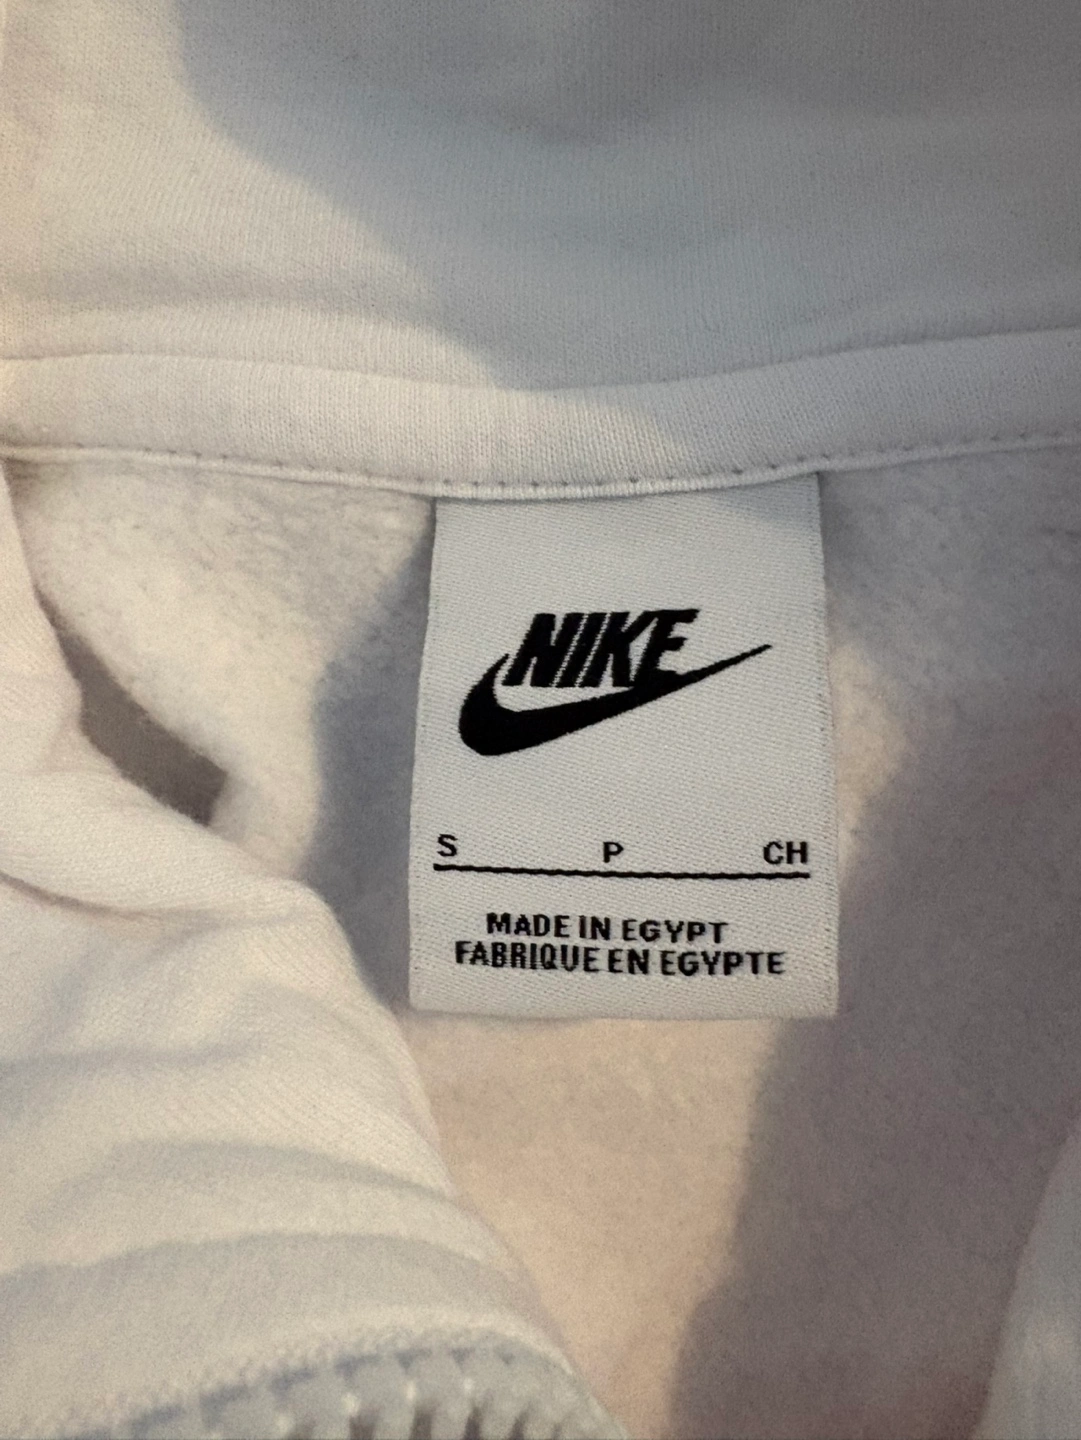 NIKE
S P CH
MADE IN EGYPT
FABRIQUE EN EGYPTE